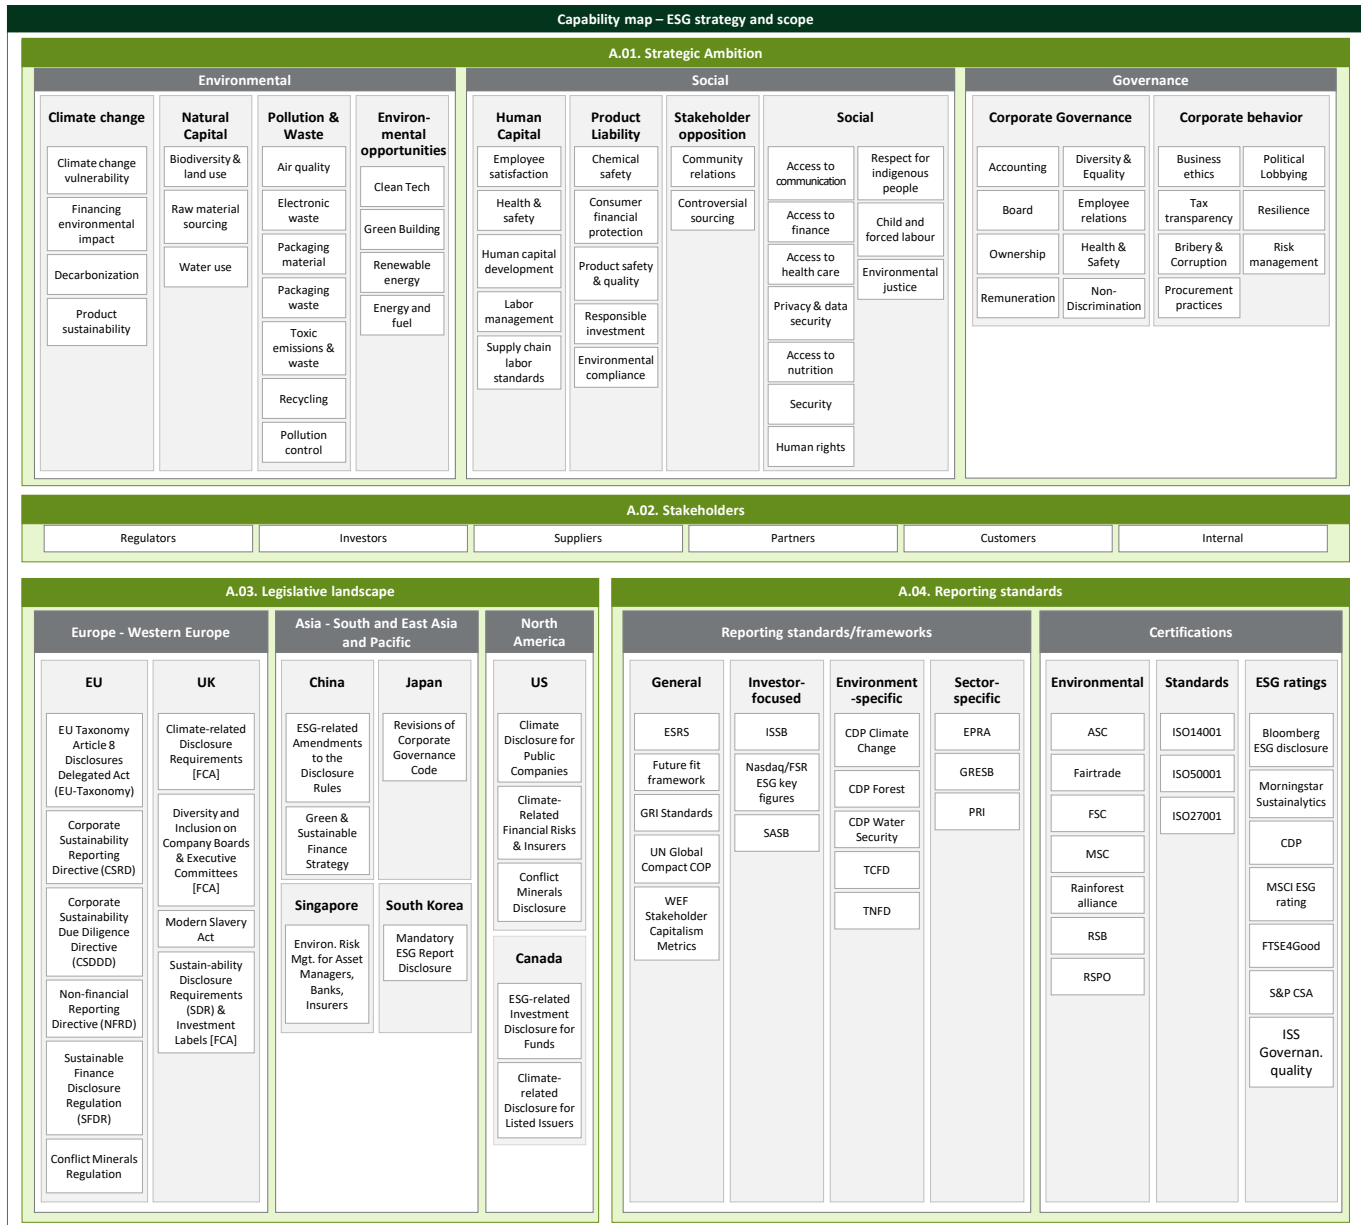 Capability map – ESG strategy and scope
A.01. Strategic Ambition
Environmental
Climate change
Climate change
vulnerability
Financing
environmental
impact
Decarbonization
Product
sustainability
Natural
Capital
Biodiversity &
land use
Raw material
sourcing
Water use
Pollution &
Waste
Air quality
Electronic
waste
Packaging
material
Packaging
waste
Toxic
emissions &
waste
Recycling
Pollution
control
Environ-
mental
opportunities
Clean Tech
Green Building
Renewable
energy
Energy and
fuel
Social
Human
Capital
Employee
satisfaction
Health &
safety
Human capital
development
Labor
management
Supply chain
labor
standards
Product
Liability
Chemical
safety
Consumer
financial
protection
Product safety
& quality
Responsible
investment
Environmental
compliance
Stakeholder
opposition
Community
relations
Controversial
sourcing
Social
Access to
communication
Access to
finance
Access to
health care
Privacy & data
security
Access to
nutrition
Security
Human rights
Respect for
indigenous
people
Child and
forced labour
Environmental
justice
Governance
Corporate Governance
Accounting
Board
Ownership
Remuneration
Diversity &
Equality
Employee
relations
Health &
Safety
Non-
Discrimination
Corporate behavior
Business
ethics
Tax
transparency
Bribery &
Corruption
Procurement
practices
Political
Lobbying
Resilience
Risk
management
A.02. Stakeholders
Regulators
Investors
Suppliers
Partners
Customers
Internal
A.03. Legislative landscape
Europe - Western Europe
EU
EU Taxonomy
Article 8
Disclosures
Delegated Act
(EU-Taxonomy)
Corporate
Sustainability
Reporting
Directive (CSRD)
Corporate
Sustainability
Due Diligence
Directive
(CSDDD)
Non-financial
Reporting
Directive (NFRD)
Sustainable
Finance
Disclosure
Regulation
(SFDR)
Conflict Minerals
Regulation
UK
Climate-related
Disclosure
Requirements
[FCA]
Diversity and
Inclusion on
Company Boards
& Executive
Committees
[FCA]
Modern Slavery
Act
Sustain-ability
Disclosure
Requirements
(SDR) &
Investment
Labels [FCA]
Asia - South and East Asia
and Pacific
China
ESG-related
Amendments
to the
Disclosure
Rules
Green &
Sustainable
Finance
Strategy
Japan
Revisions of
Corporate
Governance
Code
Singapore
Environ. Risk
Mgt. for Asset
Managers,
Banks,
Insurers
South Korea
Mandatory
ESG Report
Disclosure
North
America
US
Climate
Disclosure for
Public
Companies
Climate-
Related
Financial Risks
& Insurers
Conflict
Minerals
Disclosure
Canada
ESG-related
Investment
Disclosure for
Funds
Climate-
related
Disclosure for
Listed Issuers
A.04. Reporting standards
Reporting standards/frameworks
General
ESRS
Future fit
framework
GRI Standards
UN Global
Compact COP
WEF
Stakeholder
Capitalism
Metrics
Investor-
focused
ISSB
Nasdaq/FSR
ESG key
figures
SASB
Environment
-specific
CDP Climate
Change
CDP Forest
CDP Water
Security
TCFD
TNFD
Sector-
specific
EPRA
GRESB
PRI
Certifications
Environmental
ASC
Fairtrade
FSC
MSC
Rainforest
alliance
RSB
RSPO
Standards
ISO14001
ISO50001
ISO27001
ESG ratings
Bloomberg
ESG disclosure
Morningstar
Sustainalytics
CDP
MSCI ESG
rating
FTSE4Good
S&P CSA
ISS
Governan.
quality